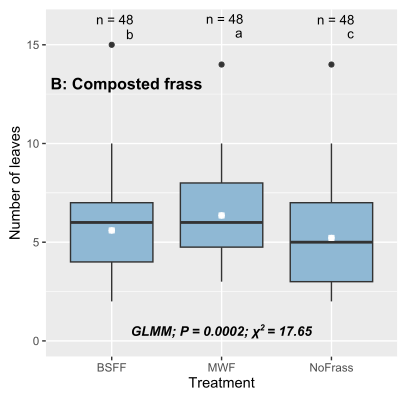 n = 48 n = 48 n = 48
b a c
15
B: Composted frass
10
Number of leaves
5
GLMM; P = 0.0002; χ² = 17.65
0
BSFF MWF NoFrass
Treatment